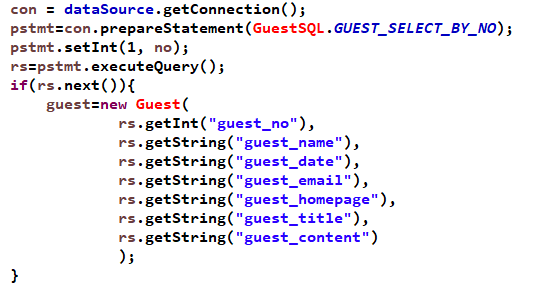 con = dataSource.getConnection();
pstmt=con.prepareStatement(GuestSQL.GUEST_SELECT_BY_NO);
pstmt.setInt(1, no);
rs=pstmt.executeQuery();
if(rs.next()){
    guest=new Guest(
            rs.getInt("guest_no"),
            rs.getString("guest_name"),
            rs.getString("guest_date"),
            rs.getString("guest_email"),
            rs.getString("guest_homepage"),
            rs.getString("guest_title"),
            rs.getString("guest_content")
            );
}